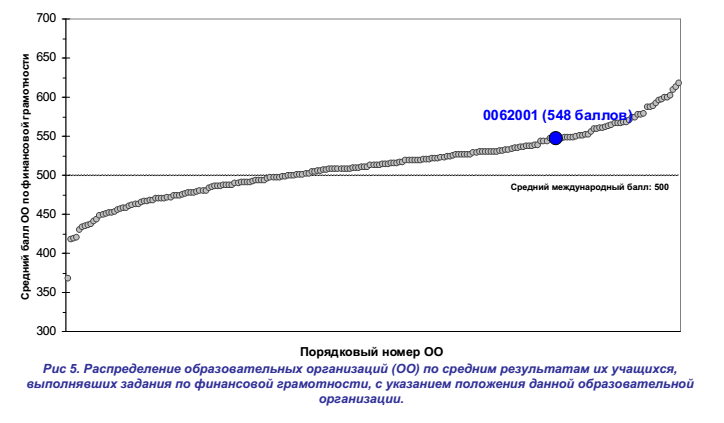 700
650
600
550
500
450
400
350
300
Средний балл ОО по финансовой грамотности
0062001 (548 баллов)
Средний международный балл: 500
Порядковый номер ОО
Рис 5. Распределение образовательных организаций (ОО) по средним результатам их учащихся,
выполнявших задания по финансовой грамотности, с указанием положения данной образовательной
организации.